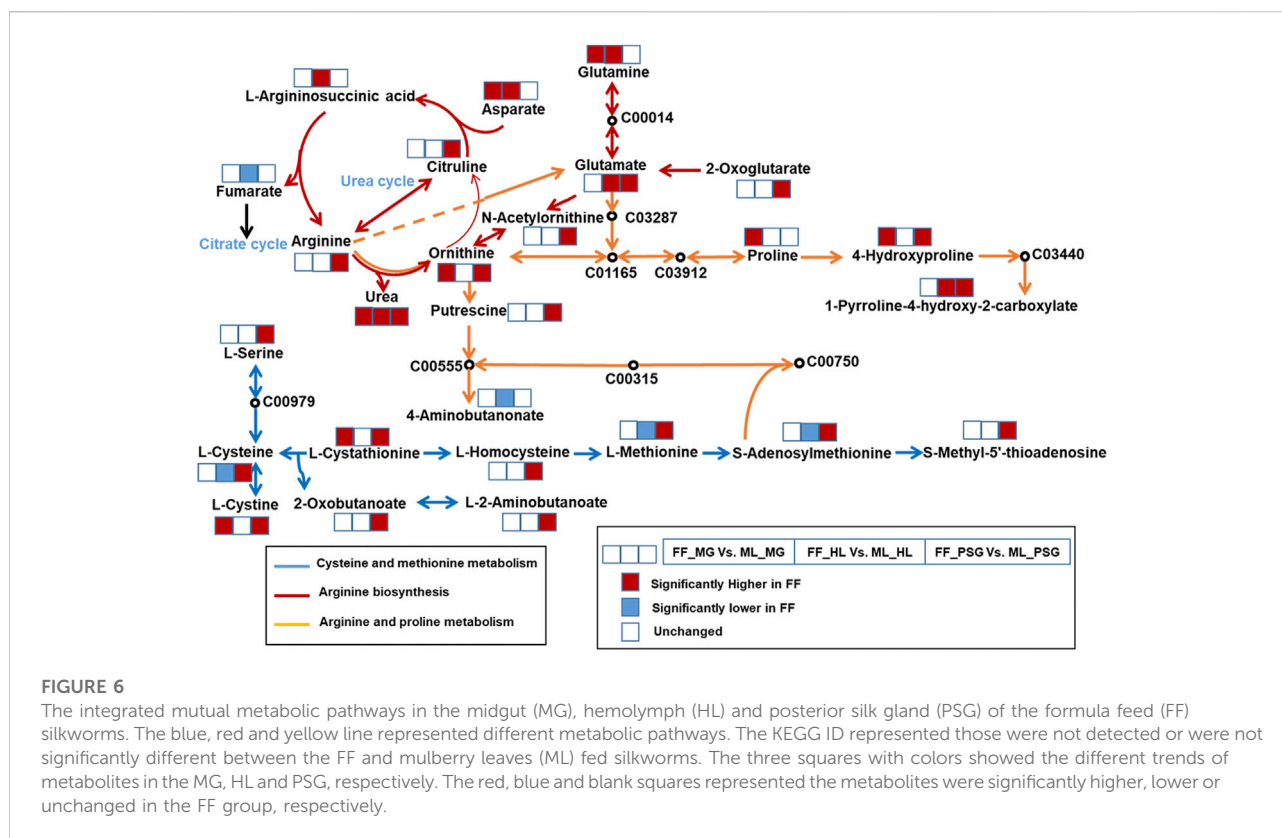 Glutamine
L-Argininosuccinic acid
Asparate
C00014
Citruline
Glutamate
2-Oxoglutarate
Fumarate
Urea cycle
N-Acetylornithine
C03287
Citrate cycle
Arginine
Ornithine
Proline
4-Hydroxyproline
C03440
C01165
C03912
Urea
1-Pyrroline-4-hydroxy-2-carboxylate
Putrescine
L-Serine
C00555
C00315
C00750
C00979
4-Aminobutanonate
L-Cysteine
L-Cystathionine
L-Homocysteine
L-Methionine
S-Adenosylmethionine
S-Methyl-5'-thioadenosine
L-Cystine
2-Oxobutanoate
L-2-Aminobutanoate
Cysteine and methionine metabolism
Arginine biosynthesis
Arginine and proline metabolism
FF_MG Vs. ML_MG
FF_HL Vs. ML_HL
FF_PSG Vs. ML_PSG
Significantly Higher in FF
Significantly lower in FF
Unchanged
FIGURE 6
The integrated mutual metabolic pathways in the midgut (MG), hemolymph (HL) and posterior silk gland (PSG) of the formula feed (FF)
silkworms. The blue, red and yellow line represented different metabolic pathways. The KEGG ID represented those were not detected or were not
significantly different between the FF and mulberry leaves (ML) fed silkworms. The three squares with colors showed the different trends of
metabolites in the MG, HL and PSG, respectively. The red, blue and blank squares represented the metabolites were significantly higher, lower or
unchanged in the FF group, respectively.